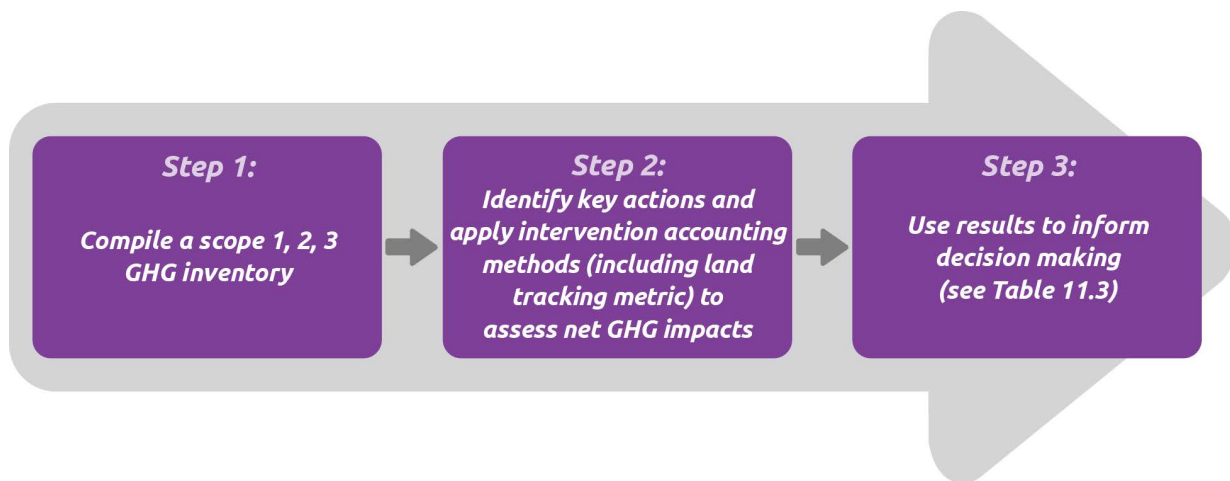 Step 1:
Compile a scope 1, 2, 3
GHG inventory
Step 2:
Identify key actions and
apply intervention accounting
methods (including land
tracking metric) to
assess net GHG impacts
Step 3:
Use results to inform
decision making
(see Table 11.3)